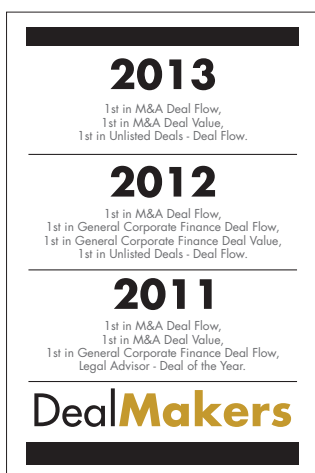 2013
1st in M&A Deal Flow,
1st in M&A Deal Value,
1st in Unlisted Deals - Deal Flow.
2012
1st in M&A Deal Flow,
1st in General Corporate Finance Deal Flow,
1st in General Corporate Finance Deal Value,
1st in Unlisted Deals - Deal Flow.
2011
1st in M&A Deal Flow,
1st in M&A Deal Value,
1st in General Corporate Finance Deal Flow,
Legal Advisor - Deal of the Year.
DealMakers